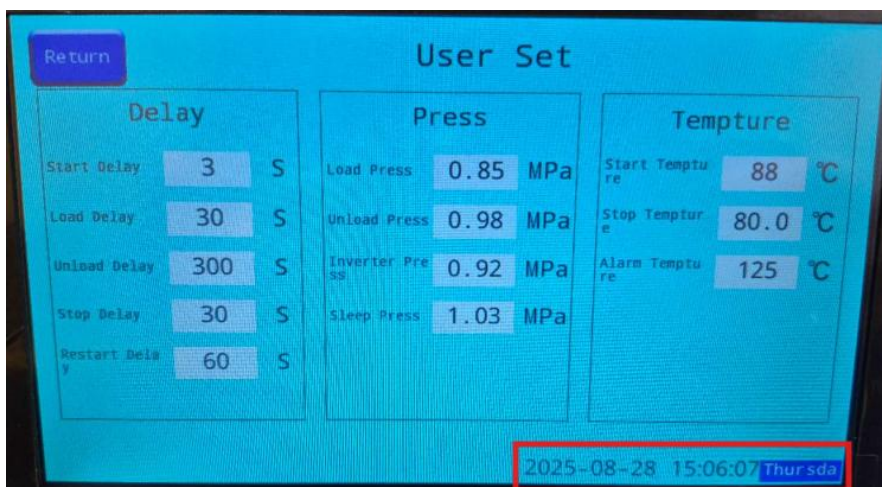 Return
User Set
Delay
Start Delay 3 S
Load Delay 30 S
Unload Delay 300 S
Stop Delay 30 S
Restart Dela
y 60 S
Press
Load Press 0.85 MPa
Unload Press 0.98 MPa
Inverter Pre
ss 0.92 MPa
Sleep Press 1.03 MPa
Tempture
Start Temptu
re 88 ℃
Stop Temptur
e 80.0 ℃
Alarm Temptu
re 125 ℃
2025-08-28 15:06:07 Thursda